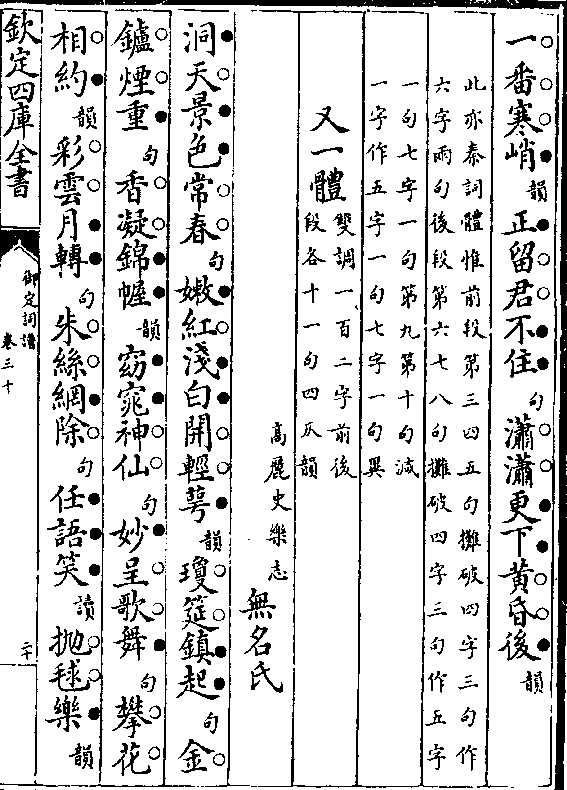 一番寒峭韻正留君不住句瀟瀟更下黄昏後韻
此亦秦詞體惟前段第三四五句攤破四字三句作
六字兩句後段第六七八句攤破四字三句作五字
一句七字一句第九第十句減
一字作五字一句七字一句異
又一體雙調一百二字前後
段各十一句四仄韻
高麗史樂志無名氏
洞天景色常春句嫩紅淺白開輕萼韻瓊筵鎮起句金
鑪煙重句香凝錦幄韻窈窕神仙句妙呈歌舞句攀花
相約韻彩雲月轉句朱絲網除句任語笑讀抛毬樂韻
欽定四庫全書
御定詞譜
卷三十
二十